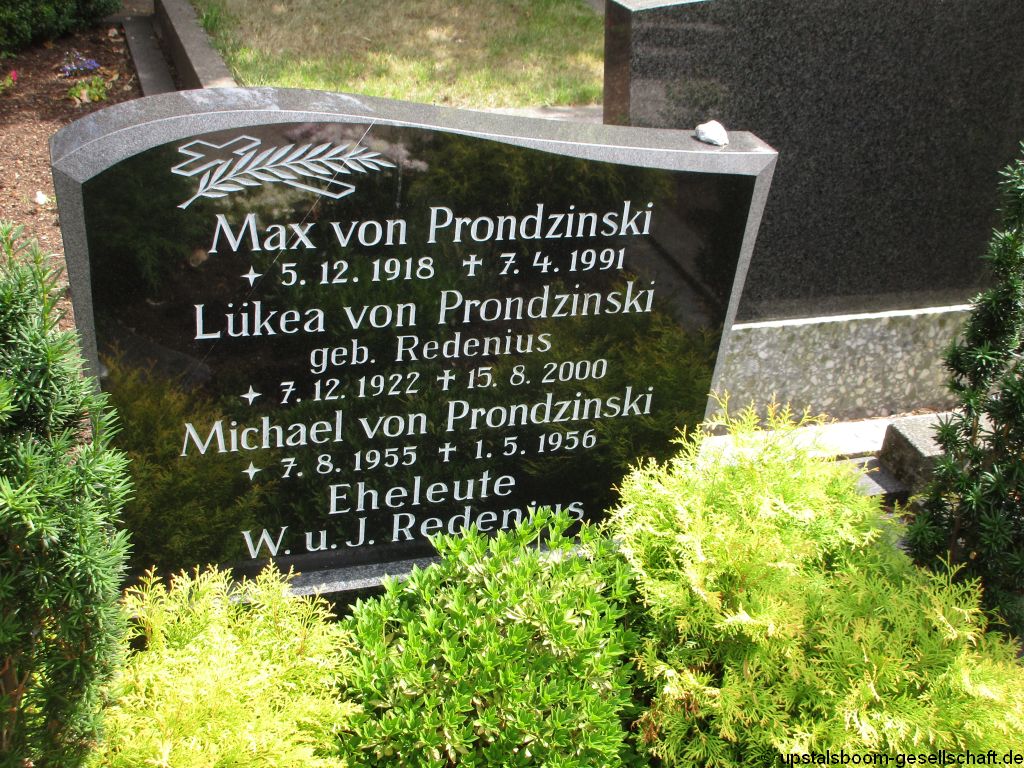 Max von Prondzinski
✦ 5. 12. 1918 ✝ 7. 4. 1991
Lükea von Prondzinski
geb. Redenius
✦ 7. 12. 1922 ✝ 15. 8. 2000
Michael von Prondzinski
✦ 7. 8. 1955 ✝ 1. 5. 1956
Eheleute
W. u. J. Redenius
© upstalsboom-gesellschaft.de